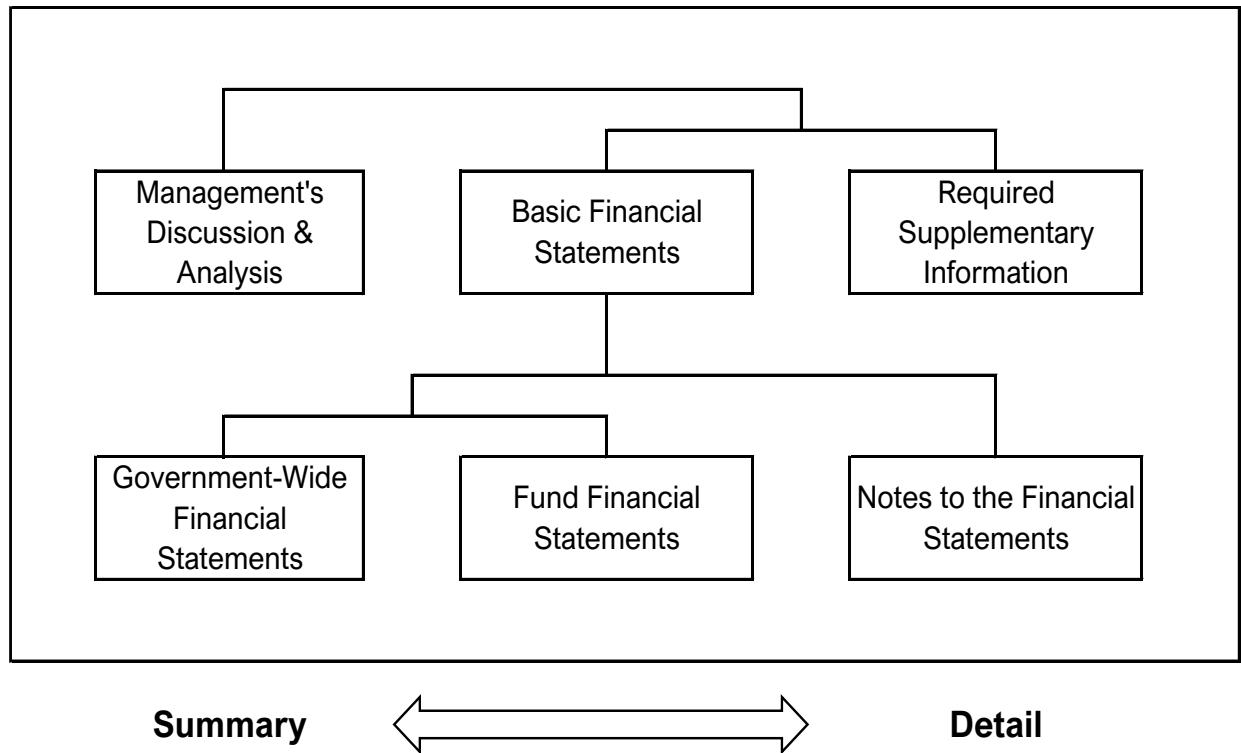 Management's
Discussion &
Analysis
Basic Financial
Statements
Required
Supplementary
Information
Government-Wide
Financial
Statements
Fund Financial
Statements
Notes to the Financial
Statements
Summary
Detail